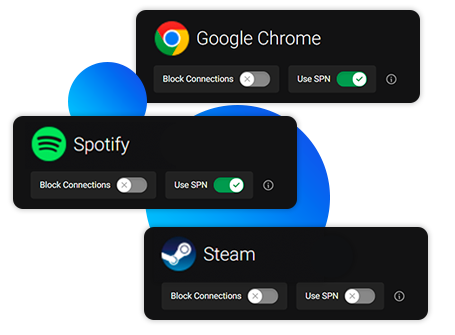 Google Chrome
Block Connections Use SPN
Spotify
Block Connections Use SPN
Steam
Block Connections Use SPN